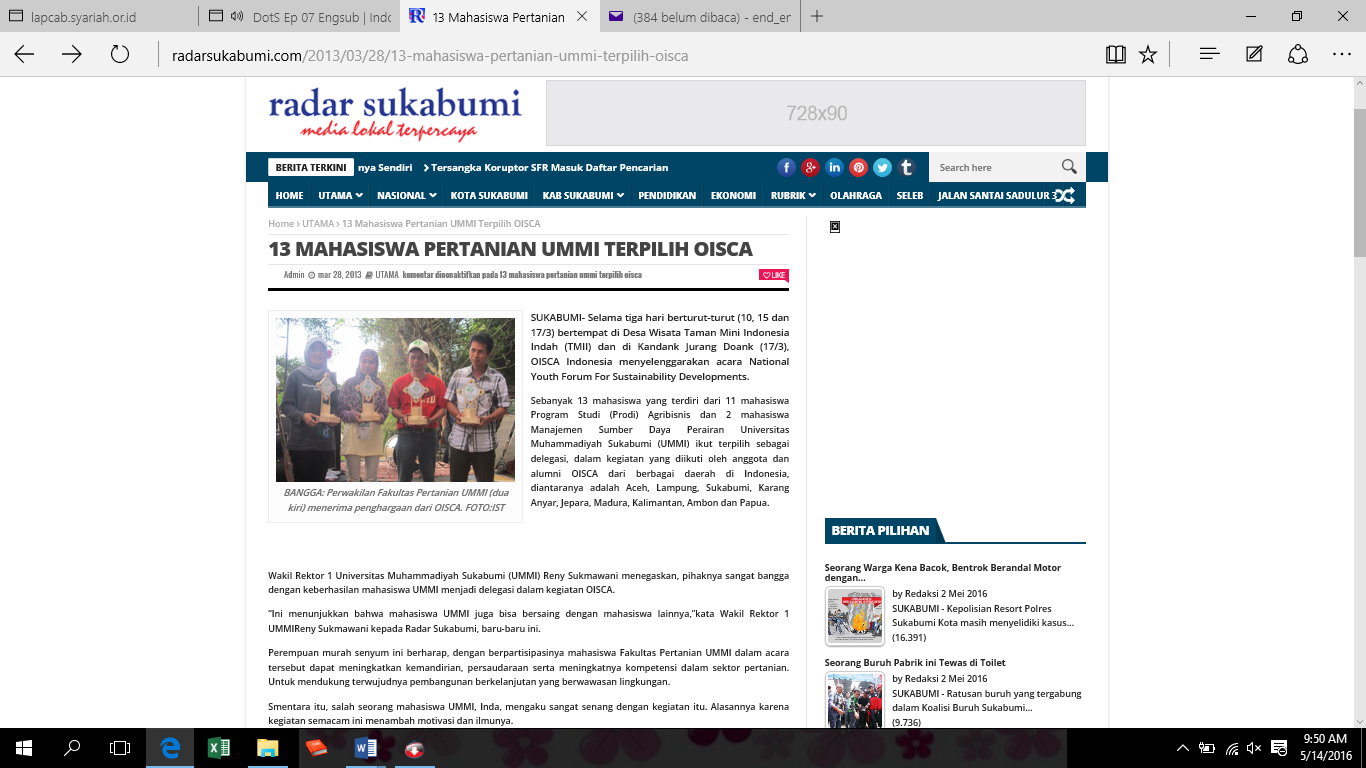 lapcab.syariah.or.id
DotS Ep 07 Engsub | Indo
13 Mahasiswa Pertanian
(384 belum dibaca) - end_er
radarsukabumi.com/2013/03/28/13-mahasiswa-pertanian-ummi-terpilih-oisca
radar sukabumi
media lokal terpercaya
728x90
BERITA TERKINI
nya Sendiri
Tersangka Koruptor SFR Masuk Daftar Pencarian
Search here
HOME UTAMA NASIONAL KOTA SUKABUMI KAB SUKABUMI PENDIDIKAN EKONOMI RUBRIK OLAHRAGA SELEB JALAN SANTAI SADULUR 3
Home › UTAMA › 13 Mahasiswa Pertanian UMMI Terpilih OISCA
13 MAHASISWA PERTANIAN UMMI TERPILIH OISCA
Admin mar 28, 2013 UTAMA komentar dinonaktifkan pada 13 mahasiswa pertanian ummi terpilih oisca
LIKE
BANGGA: Perwakilan Fakultas Pertanian UMMI (dua
kiri) menerima penghargaan dari OISCA. FOTO:IST
SUKABUMI- Selama tiga hari berturut-turut (10, 15 dan
17/3) bertempat di Desa Wisata Taman Mini Indonesia
Indah (TMII) dan di Kandank Jurang Doank (17/3),
OISCA Indonesia menyelenggarakan acara National
Youth Forum For Sustainability Developments.
Sebanyak 13 mahasiswa yang terdiri dari 11 mahasiswa
Program Studi (Prodi) Agribisnis dan 2 mahasiswa
Manajemen Sumber Daya Perairan Universitas
Muhammadiyah Sukabumi (UMMI) ikut terpilih sebagai
delegasi, dalam kegiatan yang diikuti oleh anggota dan
alumni OISCA dari berbagai daerah di Indonesia,
diantaranya adalah Aceh, Lampung, Sukabumi, Karang
Anyar, Jepara, Madura, Kalimantan, Ambon dan Papua.
Wakil Rektor 1 Universitas Muhammadiyah Sukabumi (UMMI) Reny Sukmawani menegaskan, pihaknya sangat bangga
dengan keberhasilan mahasiswa UMMI menjadi delegasi dalam kegiatan OISCA.
"Ini menunjukkan bahwa mahasiswa UMMI juga bisa bersaing dengan mahasiswa lainnya,"kata Wakil Rektor 1
UMMIReny Sukmawani kepada Radar Sukabumi, baru-baru ini.
Perempuan murah senyum ini berharap, dengan berpartisipasinya mahasiswa Fakultas Pertanian UMMI dalam acara
tersebut dapat meningkatkan kemandirian, persaudaraan serta meningkatnya kompetensi dalam sektor pertanian.
Untuk mendukung terwujudnya pembangunan berkelanjutan yang berwawasan lingkungan.
Smentara itu, salah seorang mahasiswa UMMI, Inda, mengaku sangat senang dengan kegiatan itu. Alasannya karena
kegiatan semacam ini menambah motivasi dan ilmunya.
BERITA PILIHAN
Seorang Warga Kena Bacok, Bentrok Berandal Motor
dengan...
by Redaksi 2 Mei 2016
SUKABUMI - Kepolisian Resort Polres
Sukabumi Kota masih menyelidiki kasus...
(16.391)
Seorang Buruh Pabrik ini Tewas di Toilet
by Redaksi 2 Mei 2016
SUKABUMI - Ratusan buruh yang tergabung
dalam Koalisi Buruh Sukabumi...
(9.736)
9:50 AM
5/14/2016